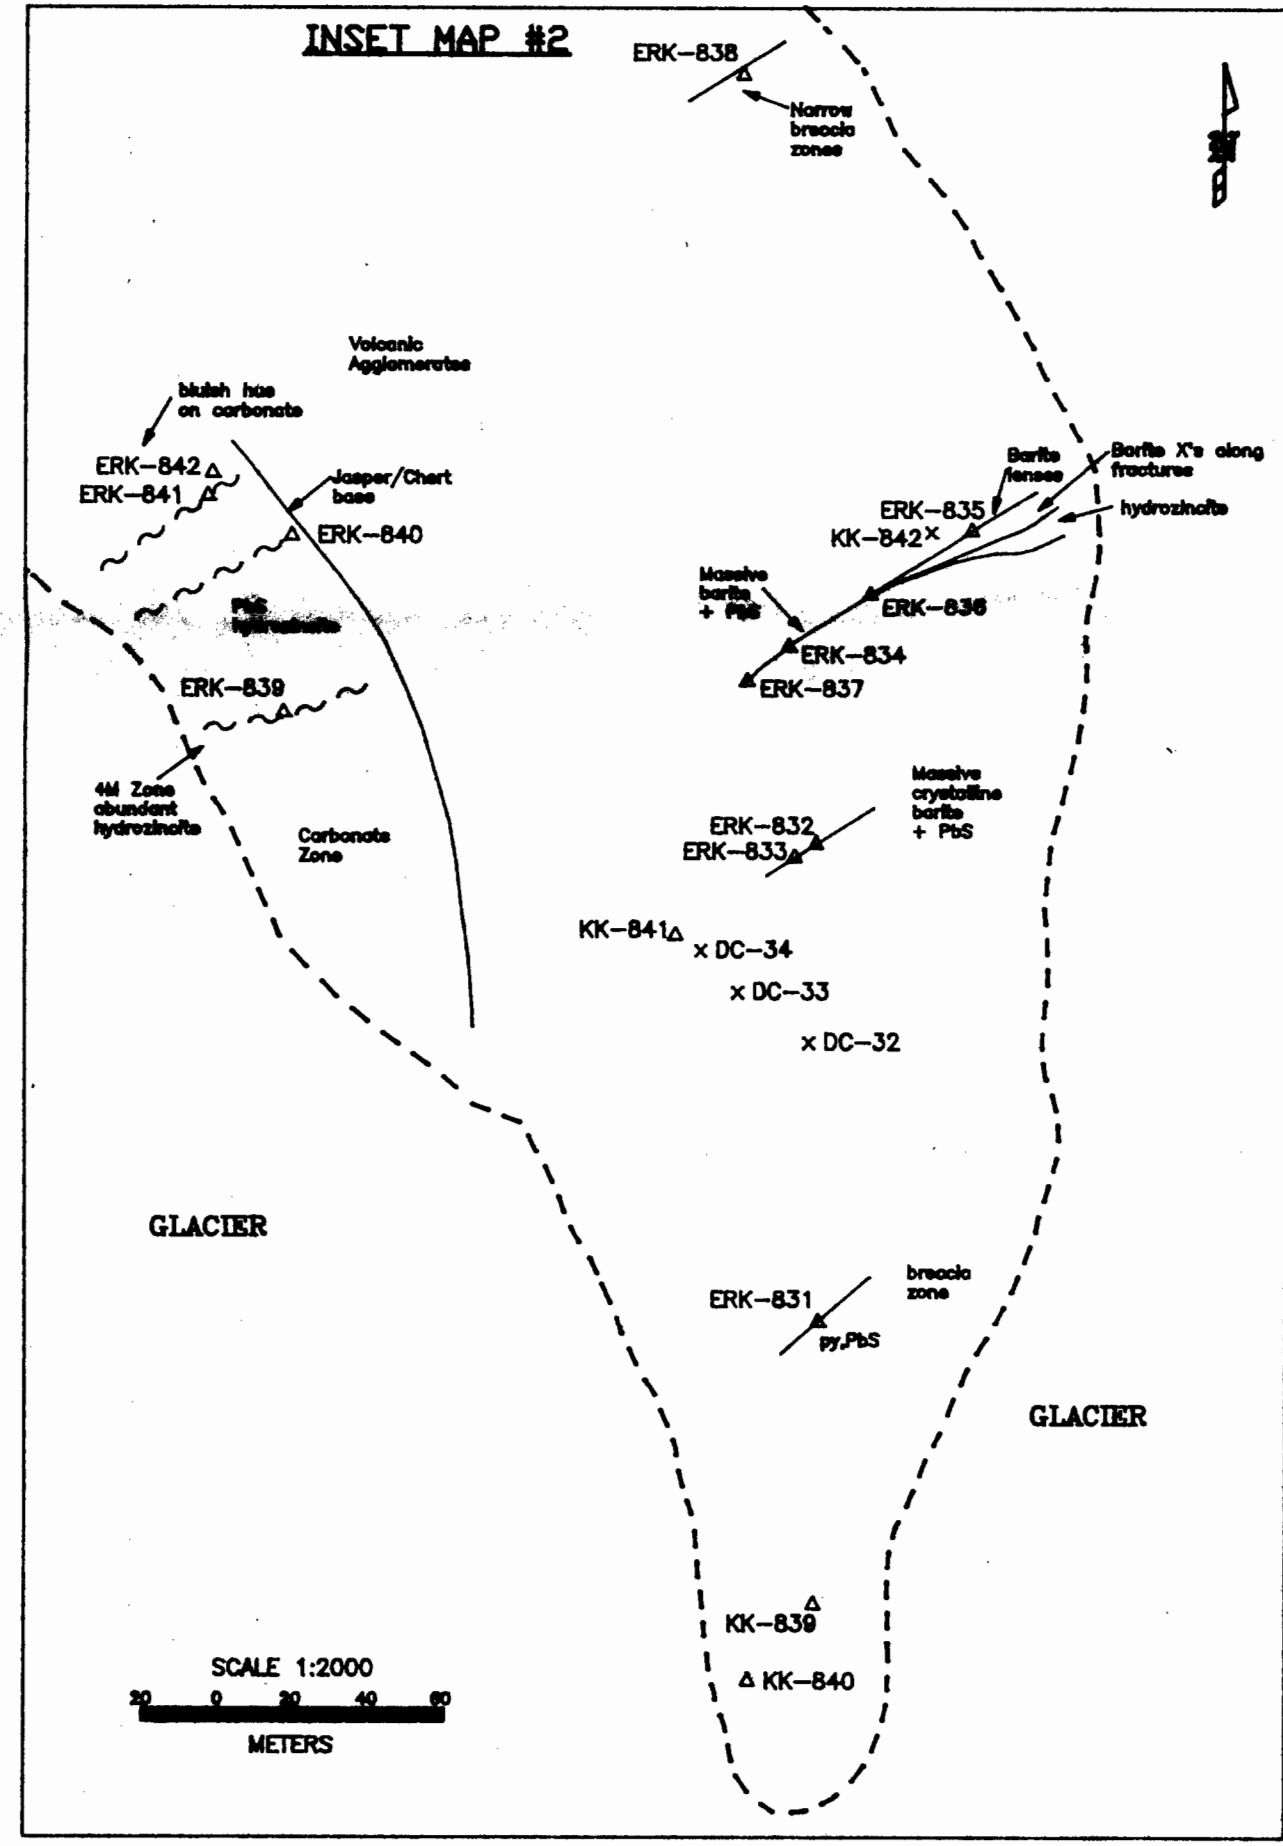 INSET MAP #2
ERK-838
Narrow
breccia
zones
Volcanic
Agglomerates
bluish hue
on carbonate
ERK-842
ERK-841
Jasper/Chert
base
ERK-840
PbS
hydrozincite
ERK-839
4M Zone
abundant
hydrozincite
Carbonate
Zone
Barite
lenses
Barite X's along
fractures
hydrozincite
ERK-835
KK-842
Massive
barite
+ PbS
ERK-836
ERK-834
ERK-837
Massive
crystalline
barite
+ PbS
ERK-832
ERK-833
KK-841
DC-34
DC-33
DC-32
GLACIER
breccia
zone
ERK-831
py,PbS
GLACIER
KK-839
KK-840
SCALE 1:2000
20 0 20 40 60
METERS